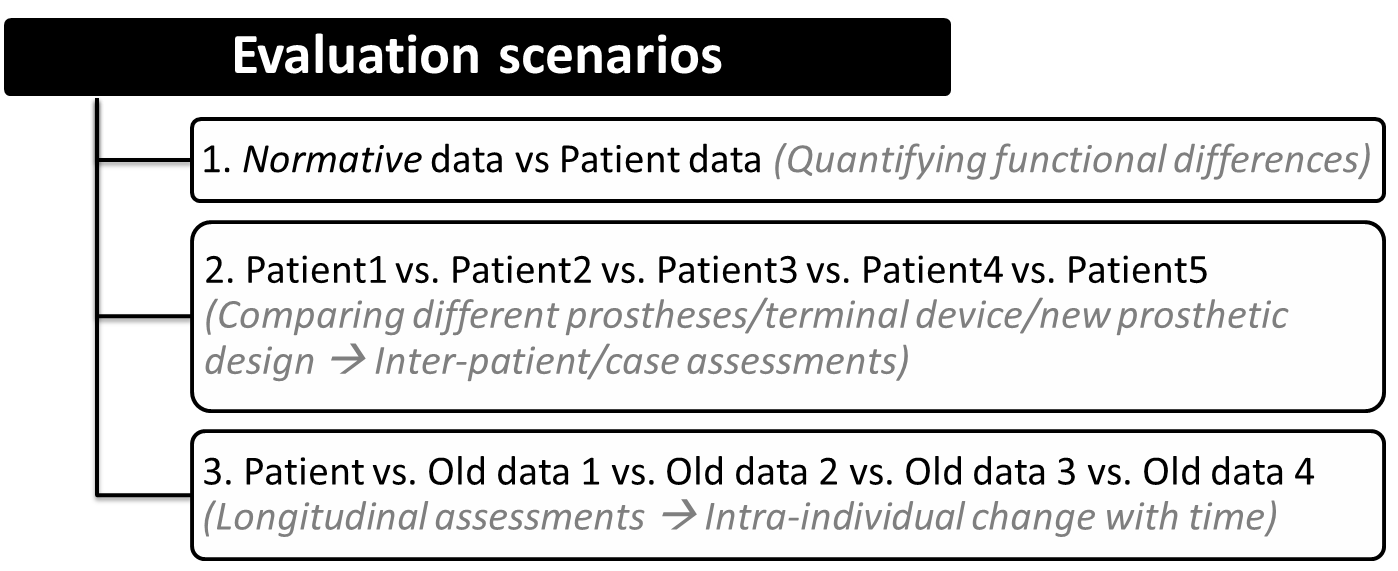 Evaluation scenarios
1. Normative data vs Patient data (Quantifying functional differences)
2. Patient1 vs. Patient2 vs. Patient3 vs. Patient4 vs. Patient5
(Comparing different prostheses/terminal device/new prosthetic
design → Inter-patient/case assessments)
3. Patient vs. Old data 1 vs. Old data 2 vs. Old data 3 vs. Old data 4
(Longitudinal assessments → Intra-individual change with time)